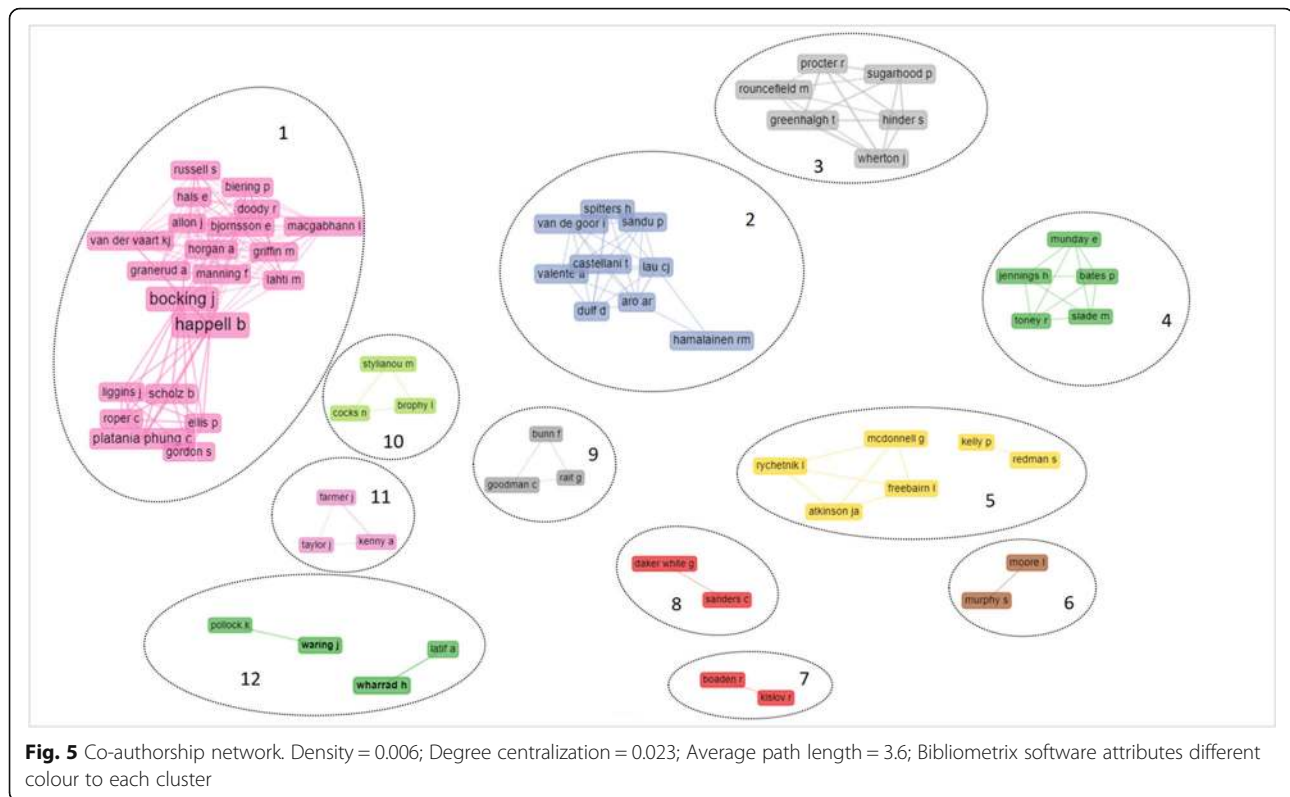 1
russell s
biering p
hals e
doody r
allon j
bjornsson e
macgabhann l
van der vaart kj
horgan a
griffin m
granerud a
manning f
lahti m
bocking j
happell b
liggins j
scholz b
roper c
ellis p
platania phung c
gordon s
2
spitters h
van de goor i
sandu p
castellani t
lau cj
valente a
aro ar
dulf d
hamalainen rm
3
procter r
sugarhood p
rouncefield m
greenhalgh t
hinder s
wherton j
4
munday e
jennings h
bates p
toney r
slade m
5
mcdonnell g
kelly p
rychetnik l
redman s
freebairn l
atkinson ja
6
moore l
murphy s
7
boaden r
kislov r
8
daker white g
sanders c
9
bunn f
goodman c
rait g
10
stylianou m
cocks n
brophy l
11
farmer j
taylor j
kenny a
12
pollock k
waring j
latif a
wharrad h
Fig. 5 Co-authorship network. Density = 0.006; Degree centralization = 0.023; Average path length = 3.6; Bibliometrix software attributes different
colour to each cluster